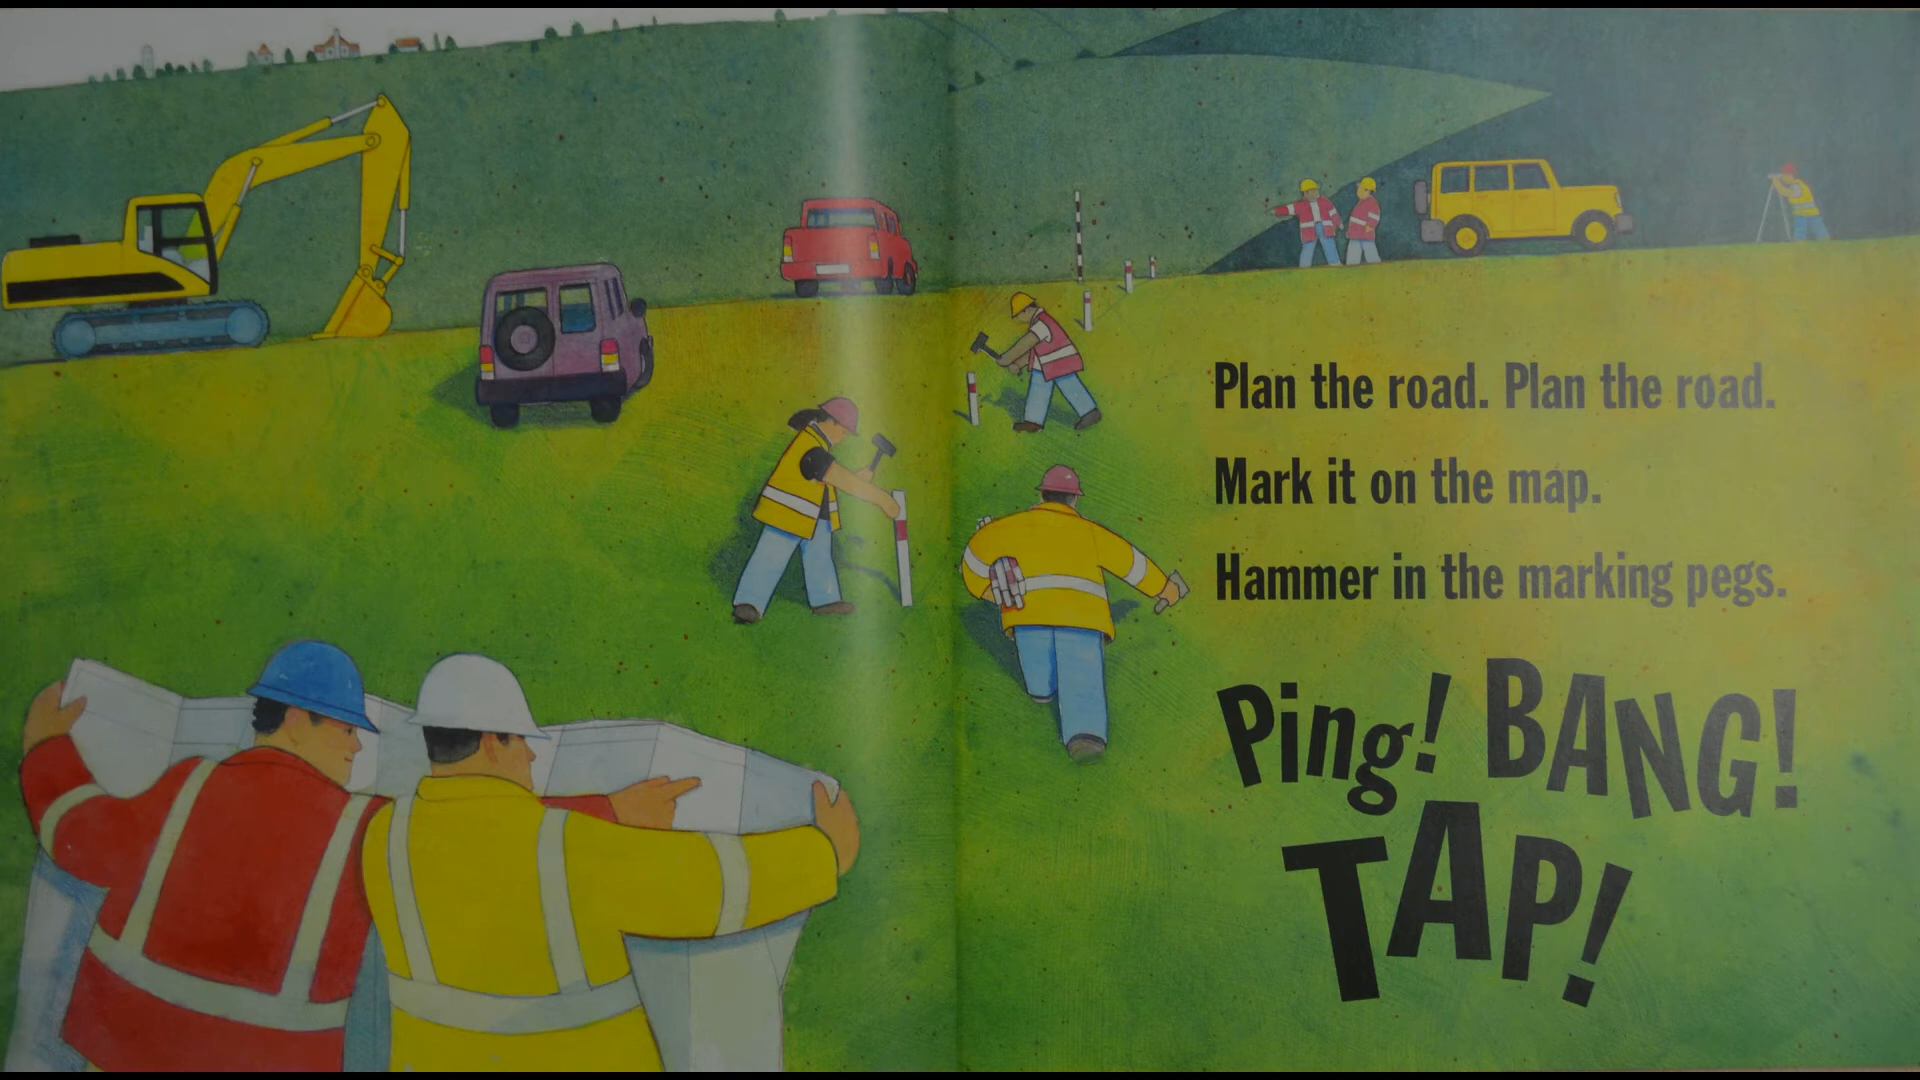 Plan the road. Plan the road.
Mark it on the map.
Hammer in the marking pegs.
Ping! BANG!
TAP!